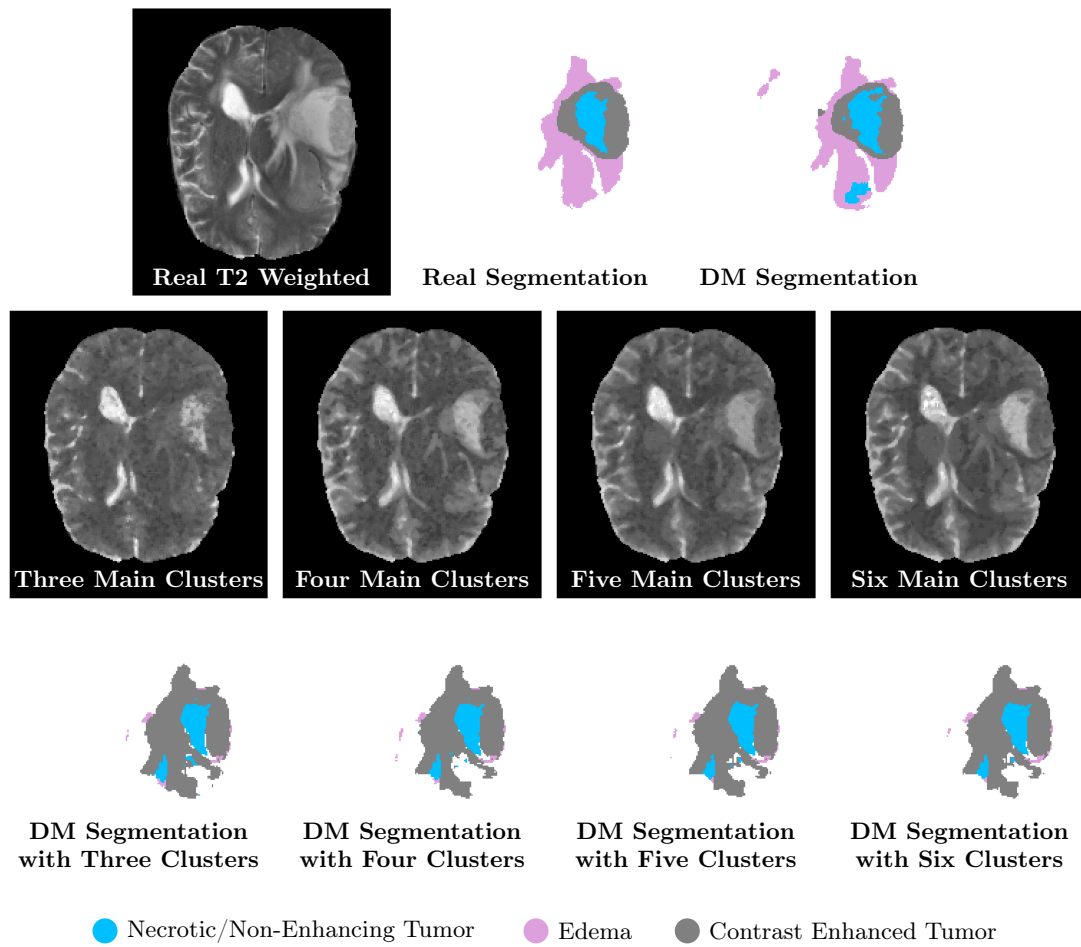 Real T2 Weighted
Real Segmentation
DM Segmentation
Three Main Clusters
Four Main Clusters
Five Main Clusters
Six Main Clusters
DM Segmentation
with Three Clusters
DM Segmentation
with Four Clusters
DM Segmentation
with Five Clusters
DM Segmentation
with Six Clusters
Necrotic/Non-Enhancing Tumor
Edema
Contrast Enhanced Tumor